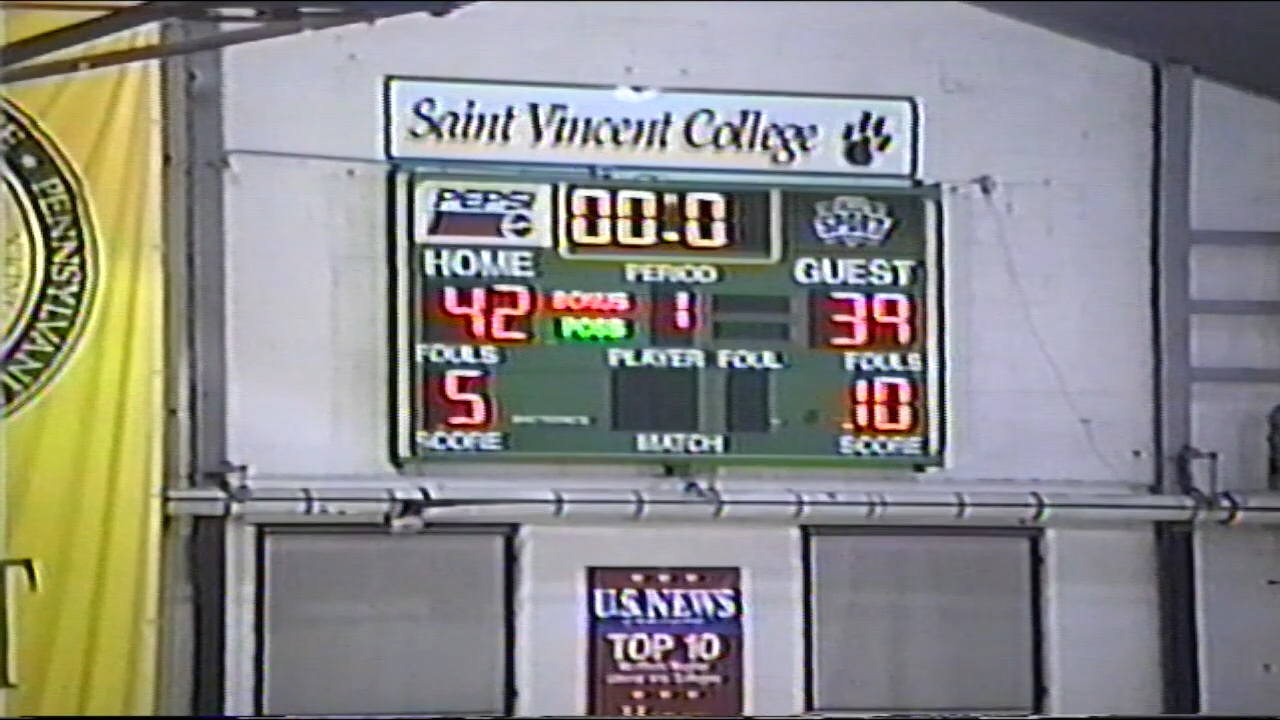 Saint Vincent College
PEPSI
00:0
SPORT
HOME
PERIOD
GUEST
42
BONUS
POSS
1
39
FOULS
PLAYER FOUL
FOULS
5
10
SCORE
MATCH
SCORE
PENNSYLVANIA
T
U.S. NEWS
TOP 10